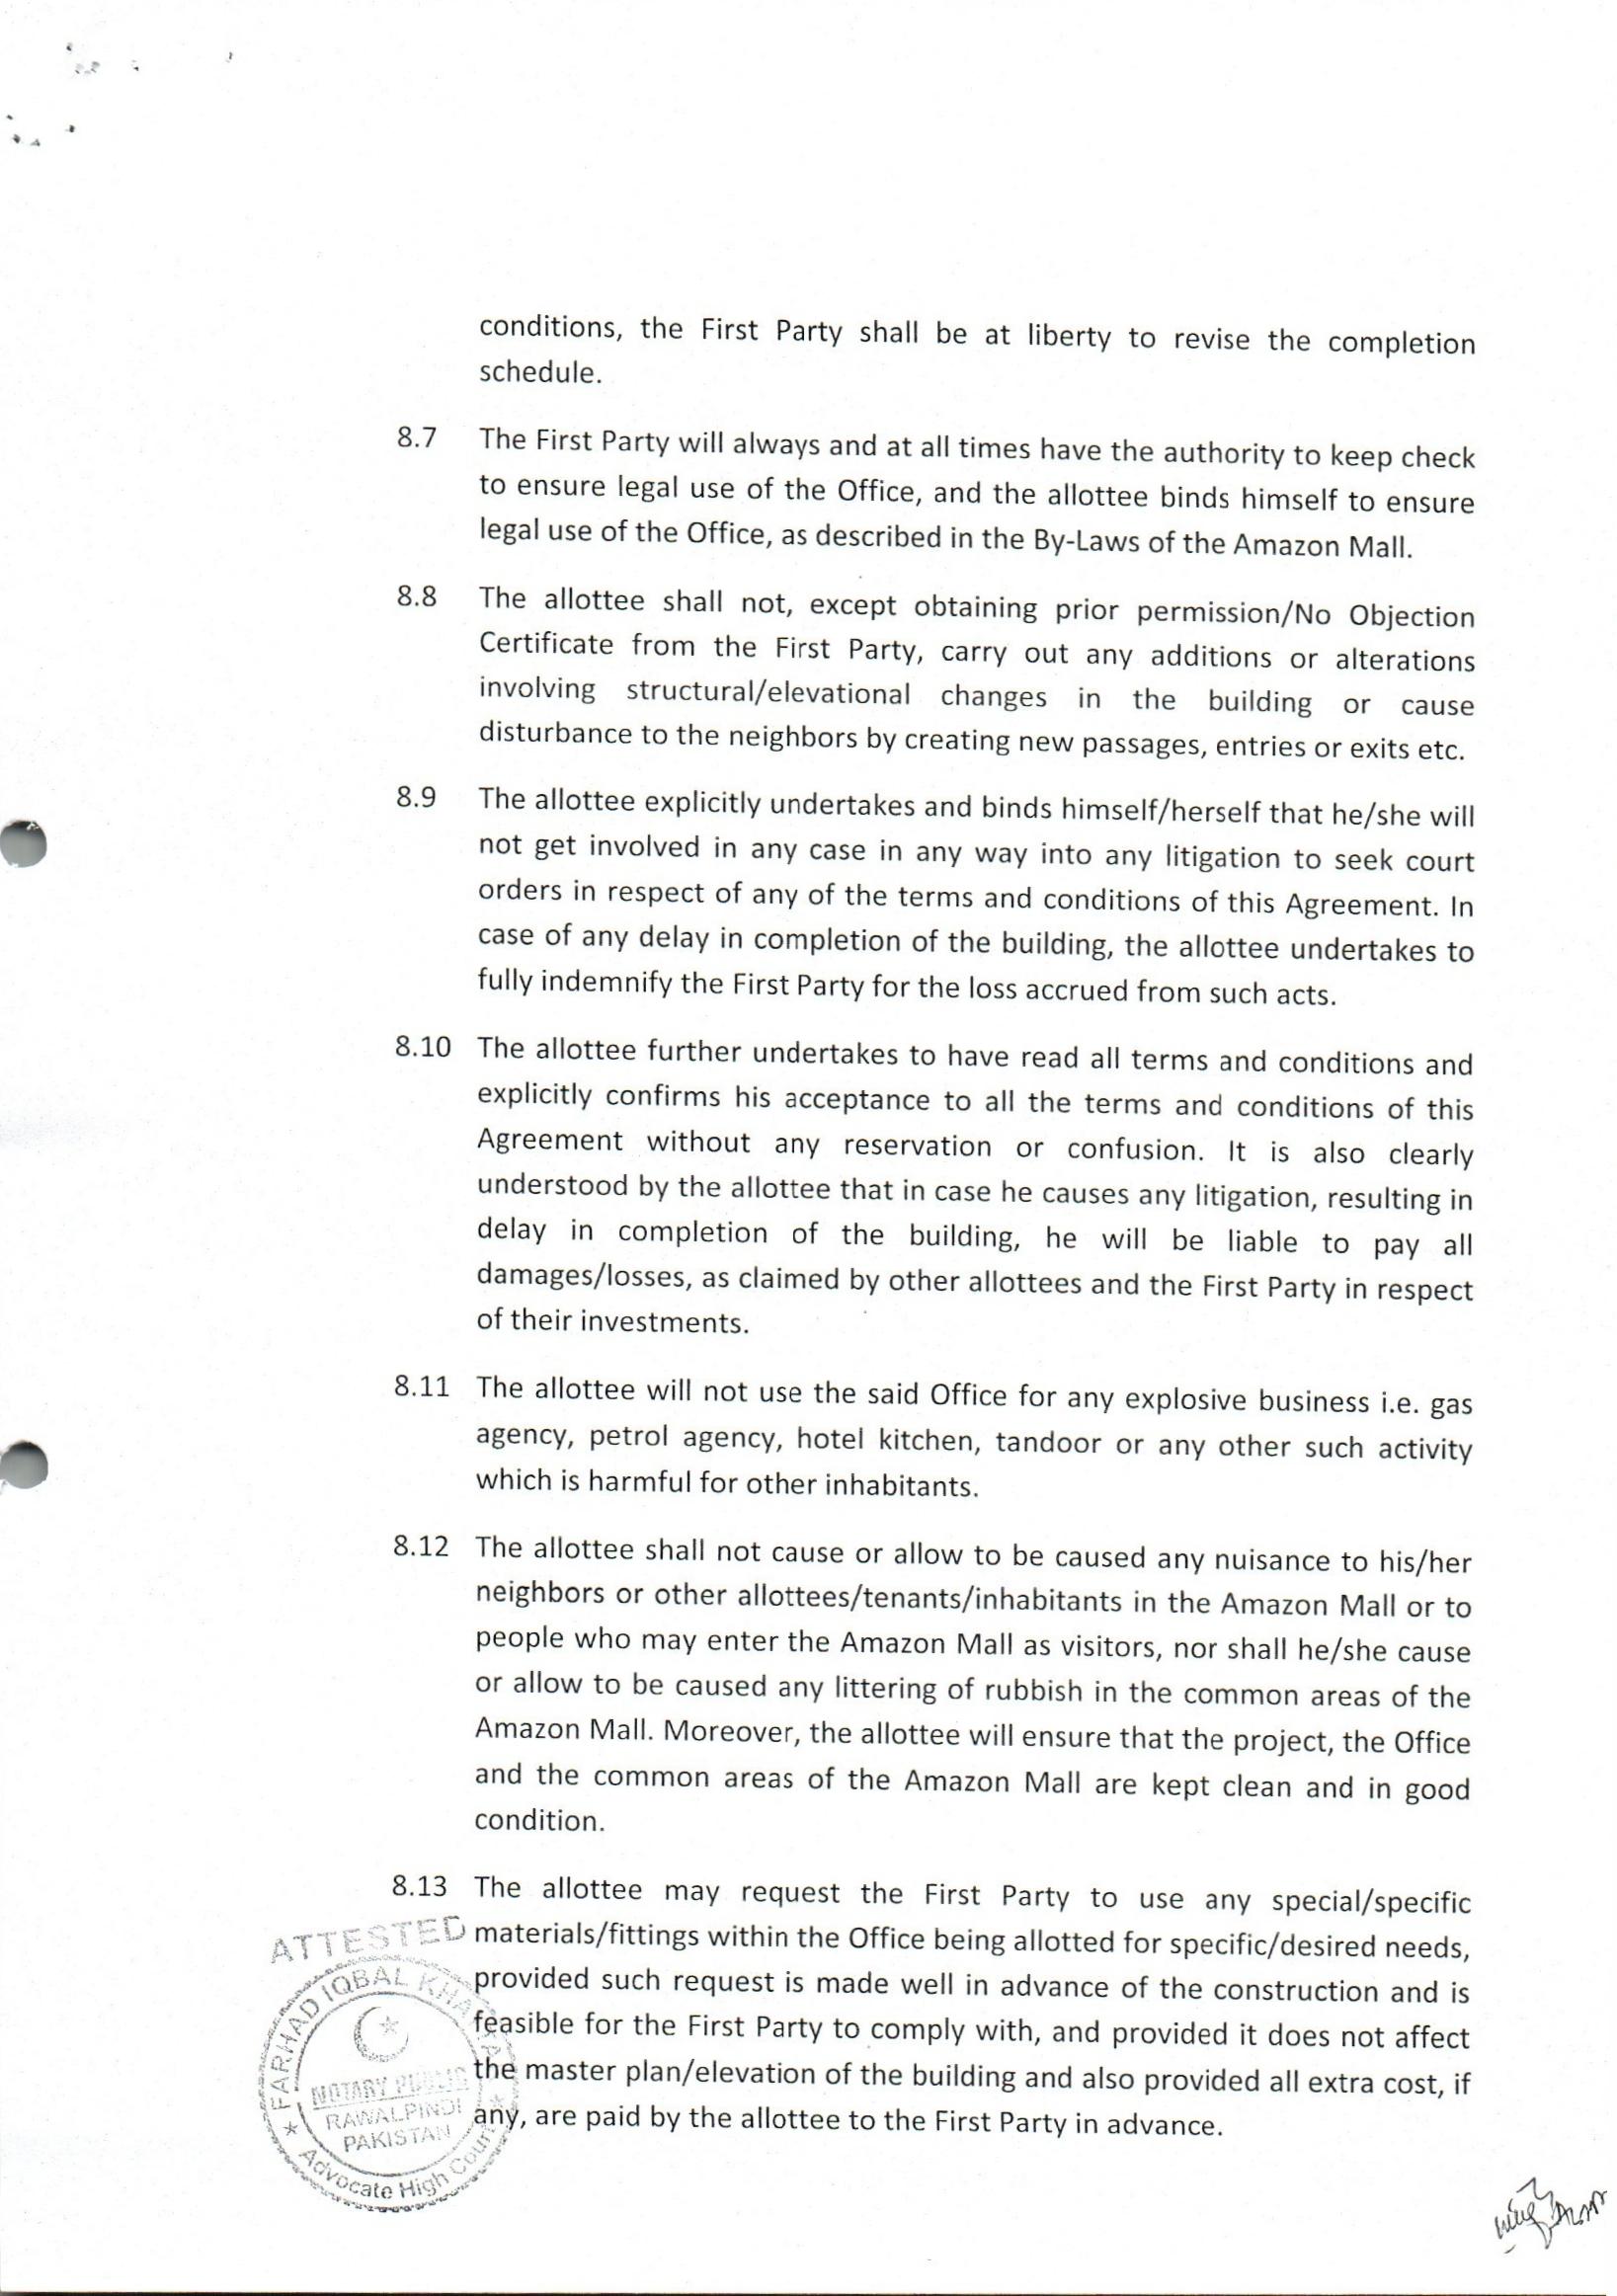 conditions, the First Party shall be at liberty to revise the completion
schedule.
8.7 The First Party will always and at all times have the authority to keep check
to ensure legal use of the Office, and the allottee binds himself to ensure
legal use of the Office, as described in the By-Laws of the Amazon Mall.
8.8 The allottee shall not, except obtaining prior permission/No Objection
Certificate from the First Party, carry out any additions or alterations
involving structural/elevational changes in the building or cause
disturbance to the neighbors by creating new passages, entries or exits etc.
8.9 The allottee explicitly undertakes and binds himself/herself that he/she will
not get involved in any case in any way into any litigation to seek court
orders in respect of any of the terms and conditions of this Agreement. In
case of any delay in completion of the building, the allottee undertakes to
fully indemnify the First Party for the loss accrued from such acts.
8.10 The allottee further undertakes to have read all terms and conditions and
explicitly confirms his acceptance to all the terms and conditions of this
Agreement without any reservation or confusion. It is also clearly
understood by the allottee that in case he causes any litigation, resulting in
delay in completion of the building, he will be liable to pay all
damages/losses, as claimed by other allottees and the First Party in respect
of their investments.
8.11 The allottee will not use the said Office for any explosive business i.e. gas
agency, petrol agency, hotel kitchen, tandoor or any other such activity
which is harmful for other inhabitants.
8.12 The allottee shall not cause or allow to be caused any nuisance to his/her
neighbors or other allottees/tenants/inhabitants in the Amazon Mall or to
people who may enter the Amazon Mall as visitors, nor shall he/she cause
or allow to be caused any littering of rubbish in the common areas of the
Amazon Mall. Moreover, the allottee will ensure that the project, the Office
and the common areas of the Amazon Mall are kept clean and in good
condition.
8.13 The allottee may request the First Party to use any special/specific
materials/fittings within the Office being allotted for specific/desired needs,
provided such request is made well in advance of the construction and is
feasible for the First Party to comply with, and provided it does not affect
the master plan/elevation of the building and also provided all extra cost, if
any, are paid by the allottee to the First Party in advance.
ATTESTED
FARHAD IQBAL
NOTARY PUBLIC
RAWALPINDI
PAKISTAN
Advocate High Court